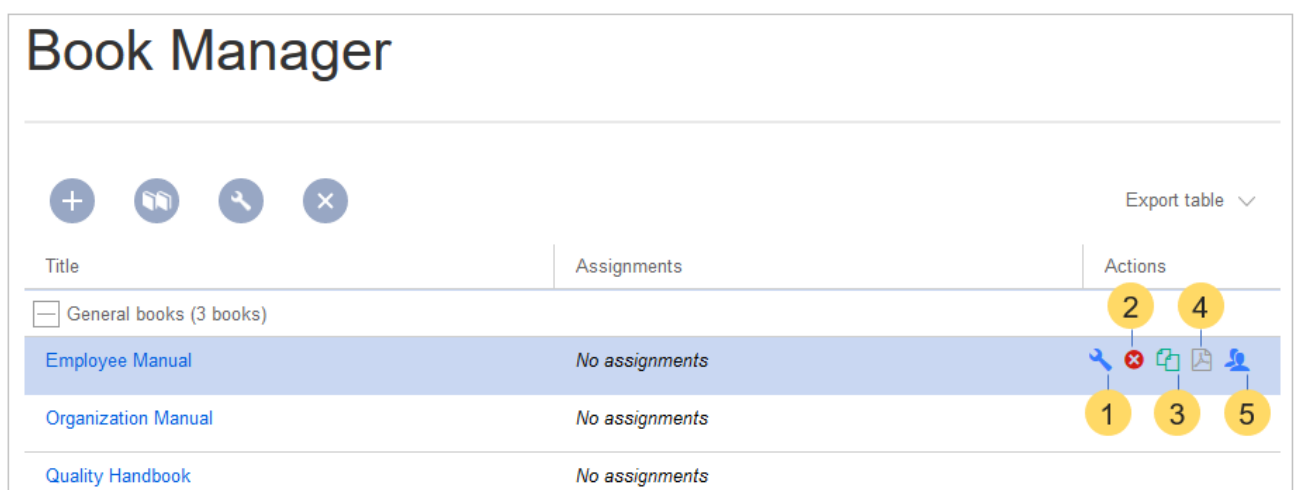 Book Manager
Export table
Title Assignments Actions
General books (3 books)
2 4
Employee Manual No assignments
1 3 5
Organization Manual No assignments
Quality Handbook No assignments